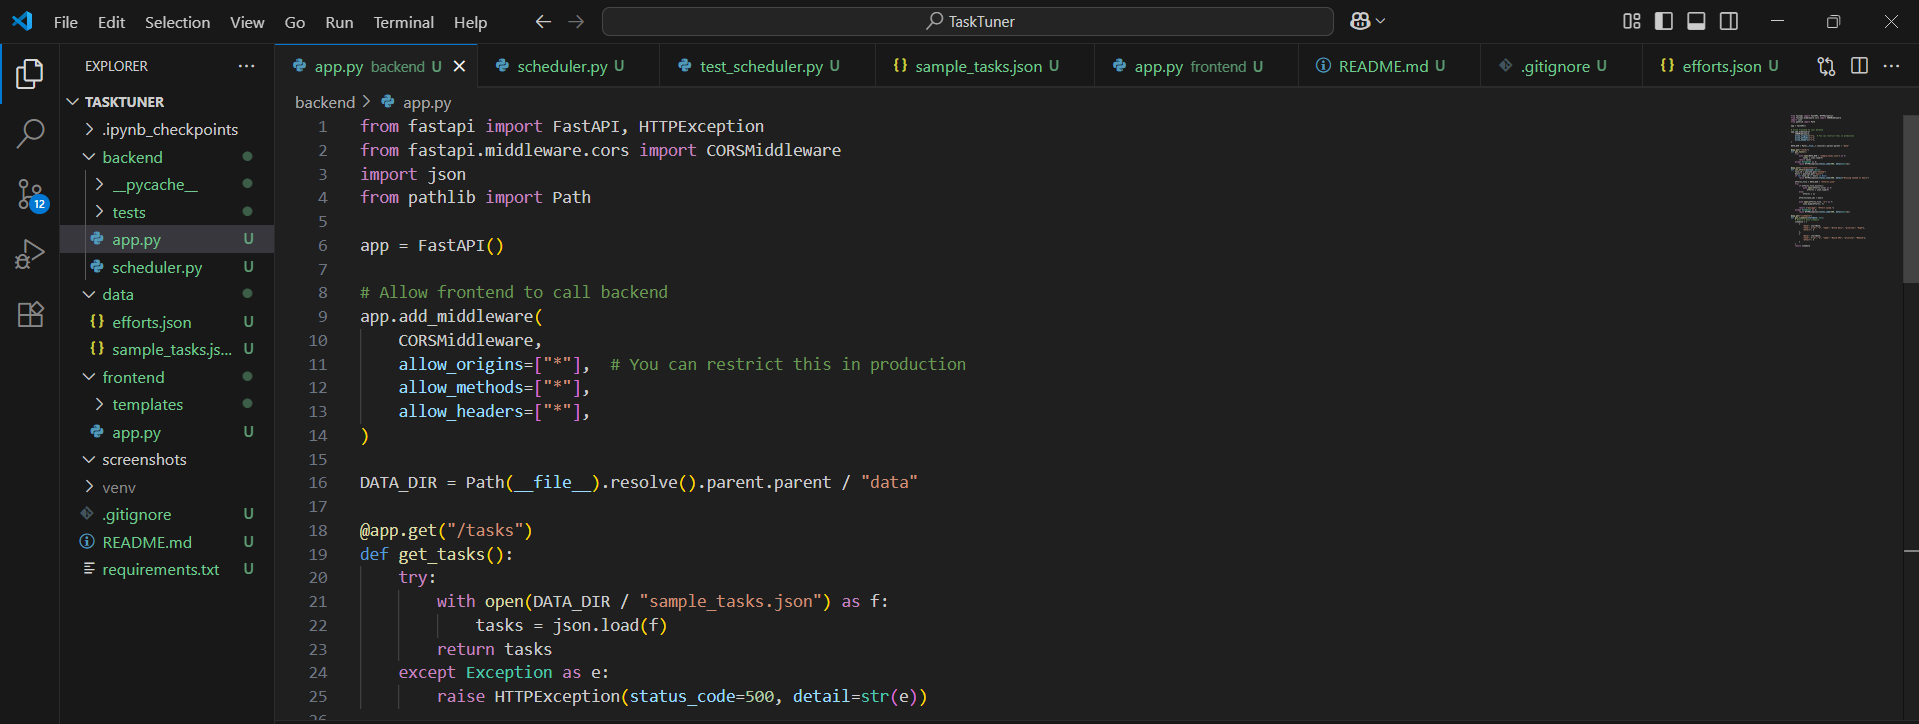 File Edit Selection View Go Run Terminal Help
TaskTuner
EXPLORER
TASKTUNER
.ipynb_checkpoints
backend
__pycache__
tests
app.py U
scheduler.py U
data
efforts.json U
sample_tasks.js... U
frontend
templates
app.py U
screenshots
venv
.gitignore U
README.md U
requirements.txt U
12
app.py backend U
scheduler.py U
test_scheduler.py U
sample_tasks.json U
app.py frontend U
README.md U
.gitignore U
efforts.json U
backend > app.py
1 from fastapi import FastAPI, HTTPException
2 from fastapi.middleware.cors import CORSMiddleware
3 import json
4 from pathlib import Path
5
6 app = FastAPI()
7
8 # Allow frontend to call backend
9 app.add_middleware(
10     CORSMiddleware,
11     allow_origins=["*"],  # You can restrict this in production
12     allow_methods=["*"],
13     allow_headers=["*"],
14 )
15
16 DATA_DIR = Path(__file__).resolve().parent.parent / "data"
17
18 @app.get("/tasks")
19 def get_tasks():
20     try:
21         with open(DATA_DIR / "sample_tasks.json") as f:
22             tasks = json.load(f)
23         return tasks
24     except Exception as e:
25         raise HTTPException(status_code=500, detail=str(e))